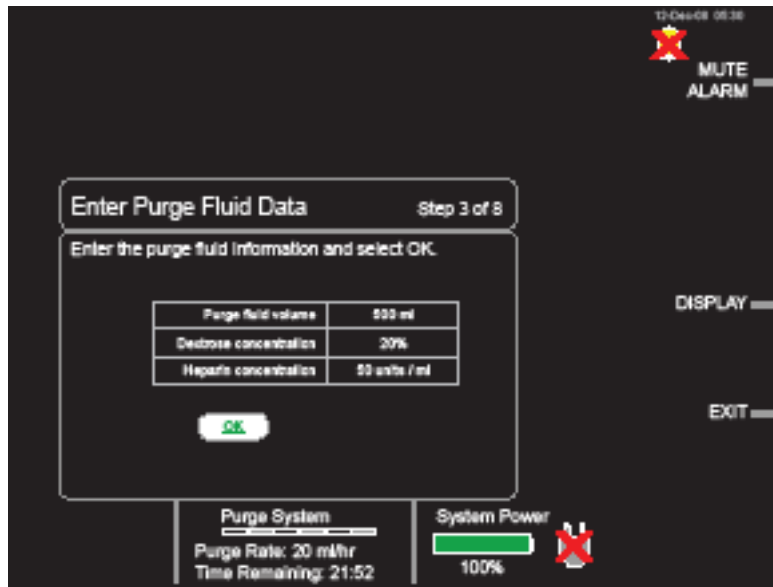 12-Dec-08 05:30
MUTE
ALARM
Enter Purge Fluid Data
Step 3 of 8
Enter the purge fluid information and select OK.
Purge fluid volume 500 ml
Dextrose concentration 20%
Heparin concentration 50 units / ml
OK
DISPLAY
EXIT
Purge System
Purge Rate: 20 ml/hr
Time Remaining: 21:52
System Power
100%